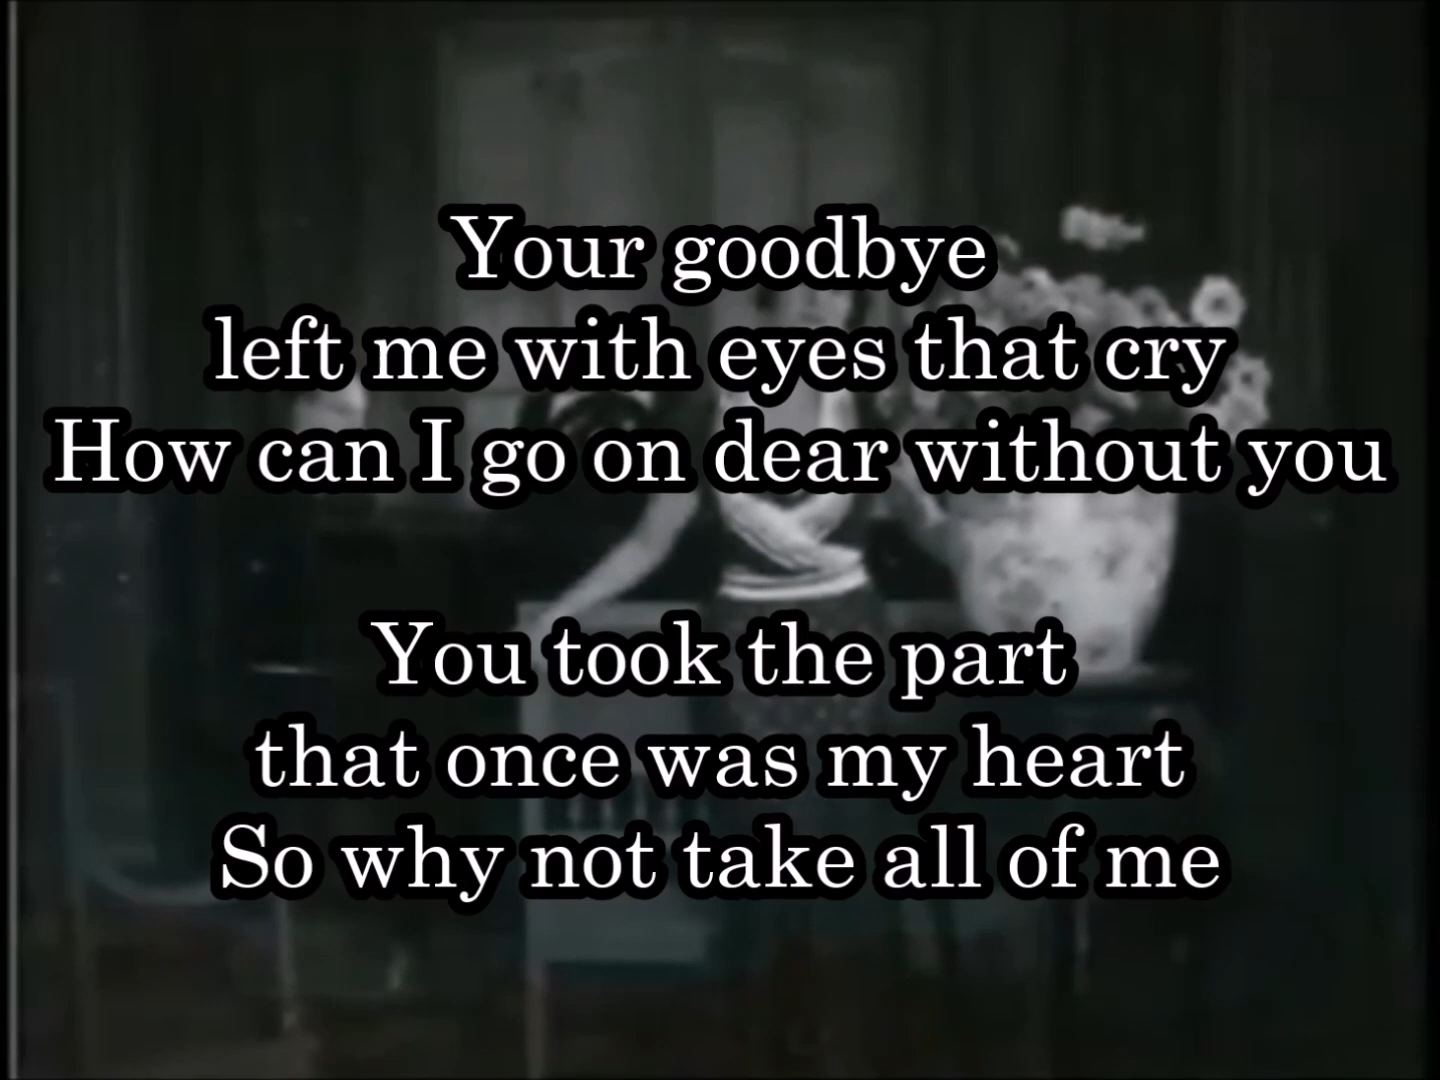 Your goodbye
left me with eyes that cry
How can I go on dear without you
You took the part
that once was my heart
So why not take all of me